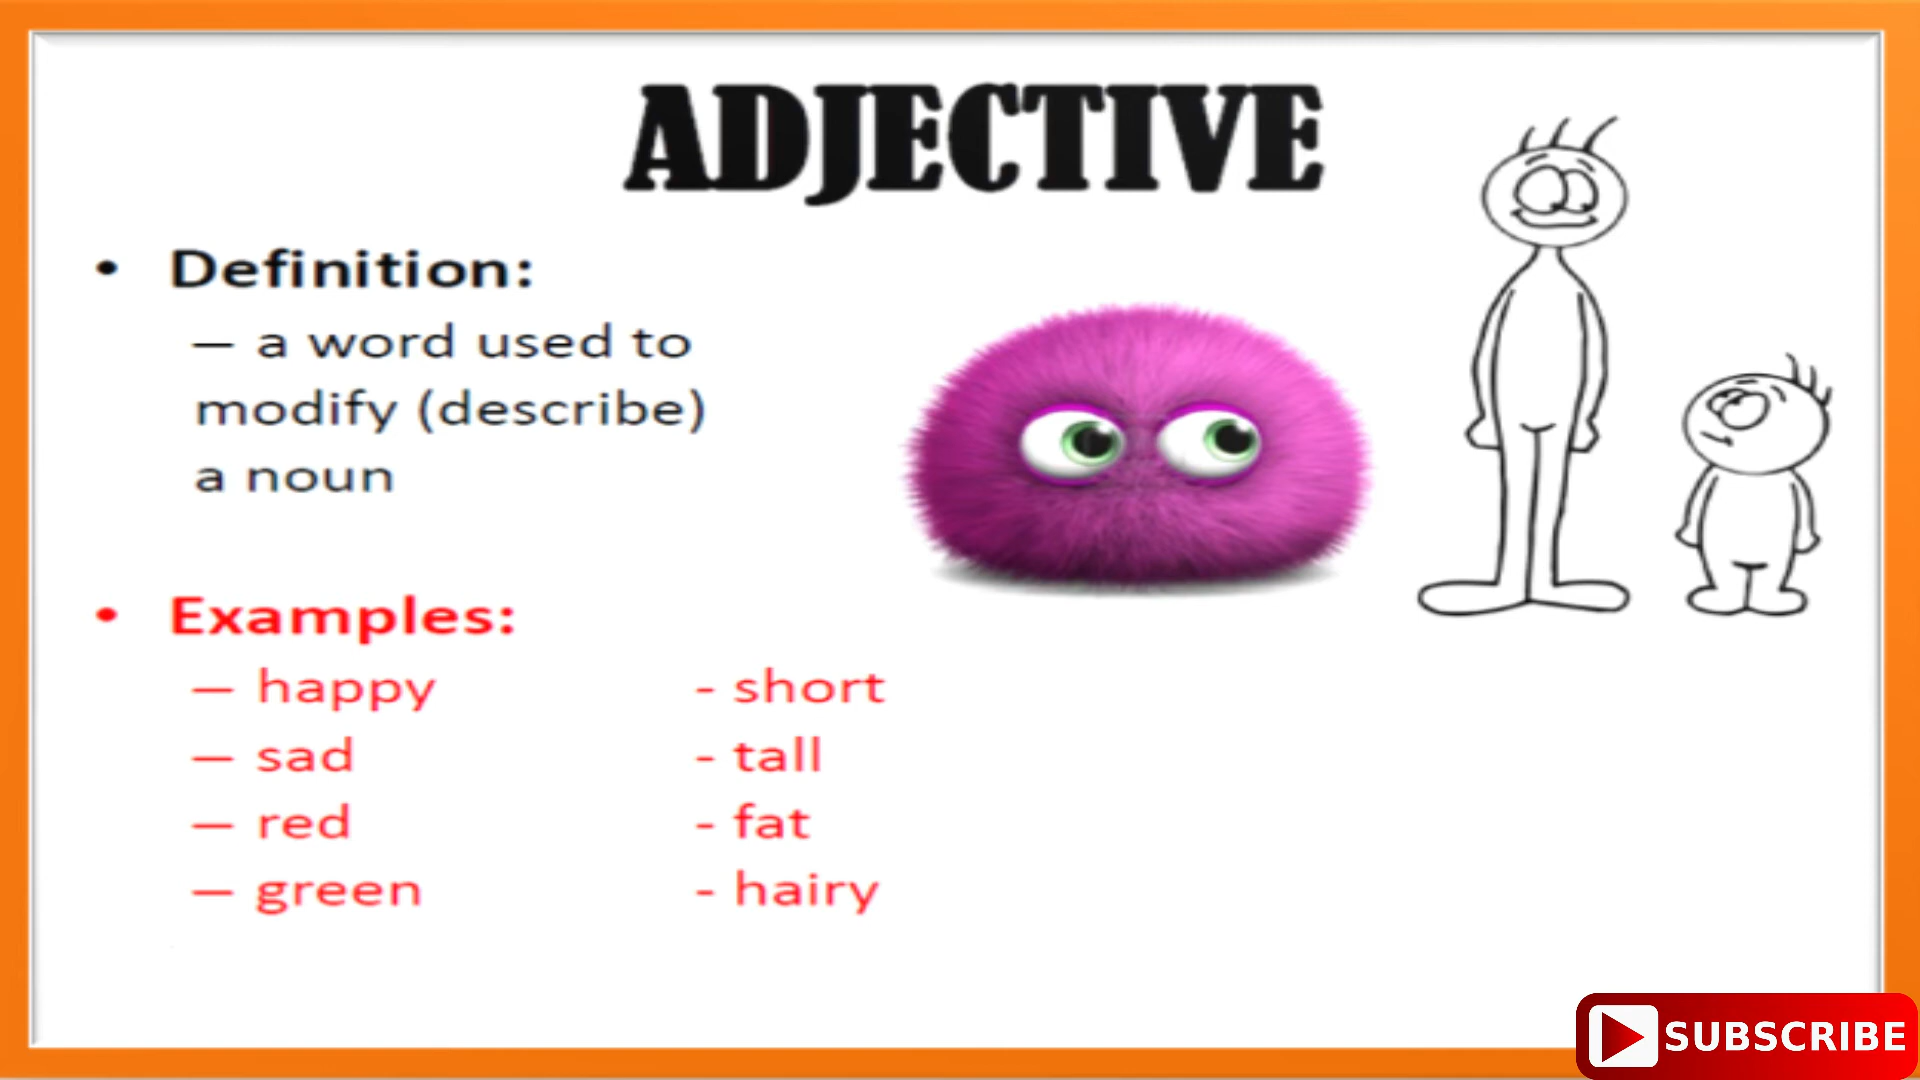 ADJECTIVE
• Definition:
– a word used to
modify (describe)
a noun
• Examples:
– happy - short
– sad - tall
– red - fat
– green - hairy
SUBSCRIBE